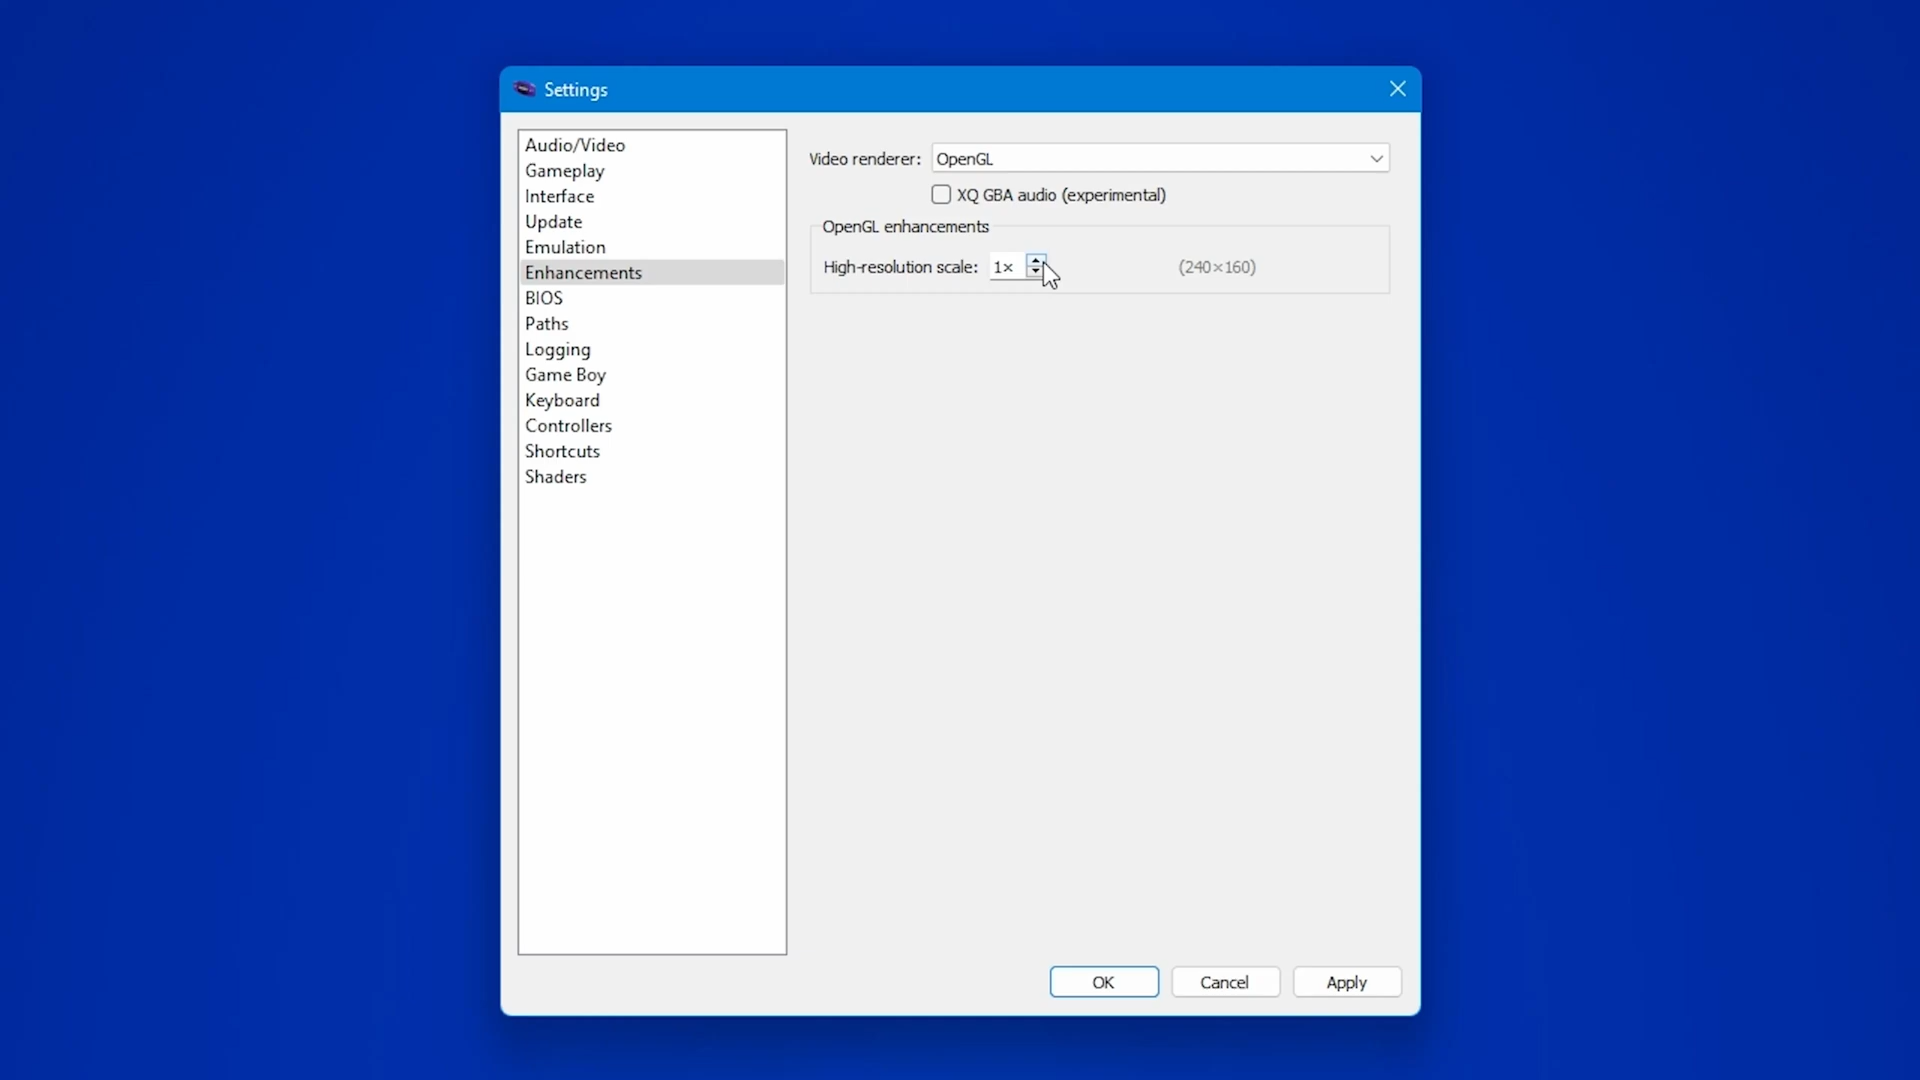 Settings
Audio/Video
Gameplay
Interface
Update
Emulation
Enhancements
BIOS
Paths
Logging
Game Boy
Keyboard
Controllers
Shortcuts
Shaders
Video renderer: OpenGL
XQ GBA audio (experimental)
OpenGL enhancements
High-resolution scale: 1× (240×160)
OK Cancel Apply